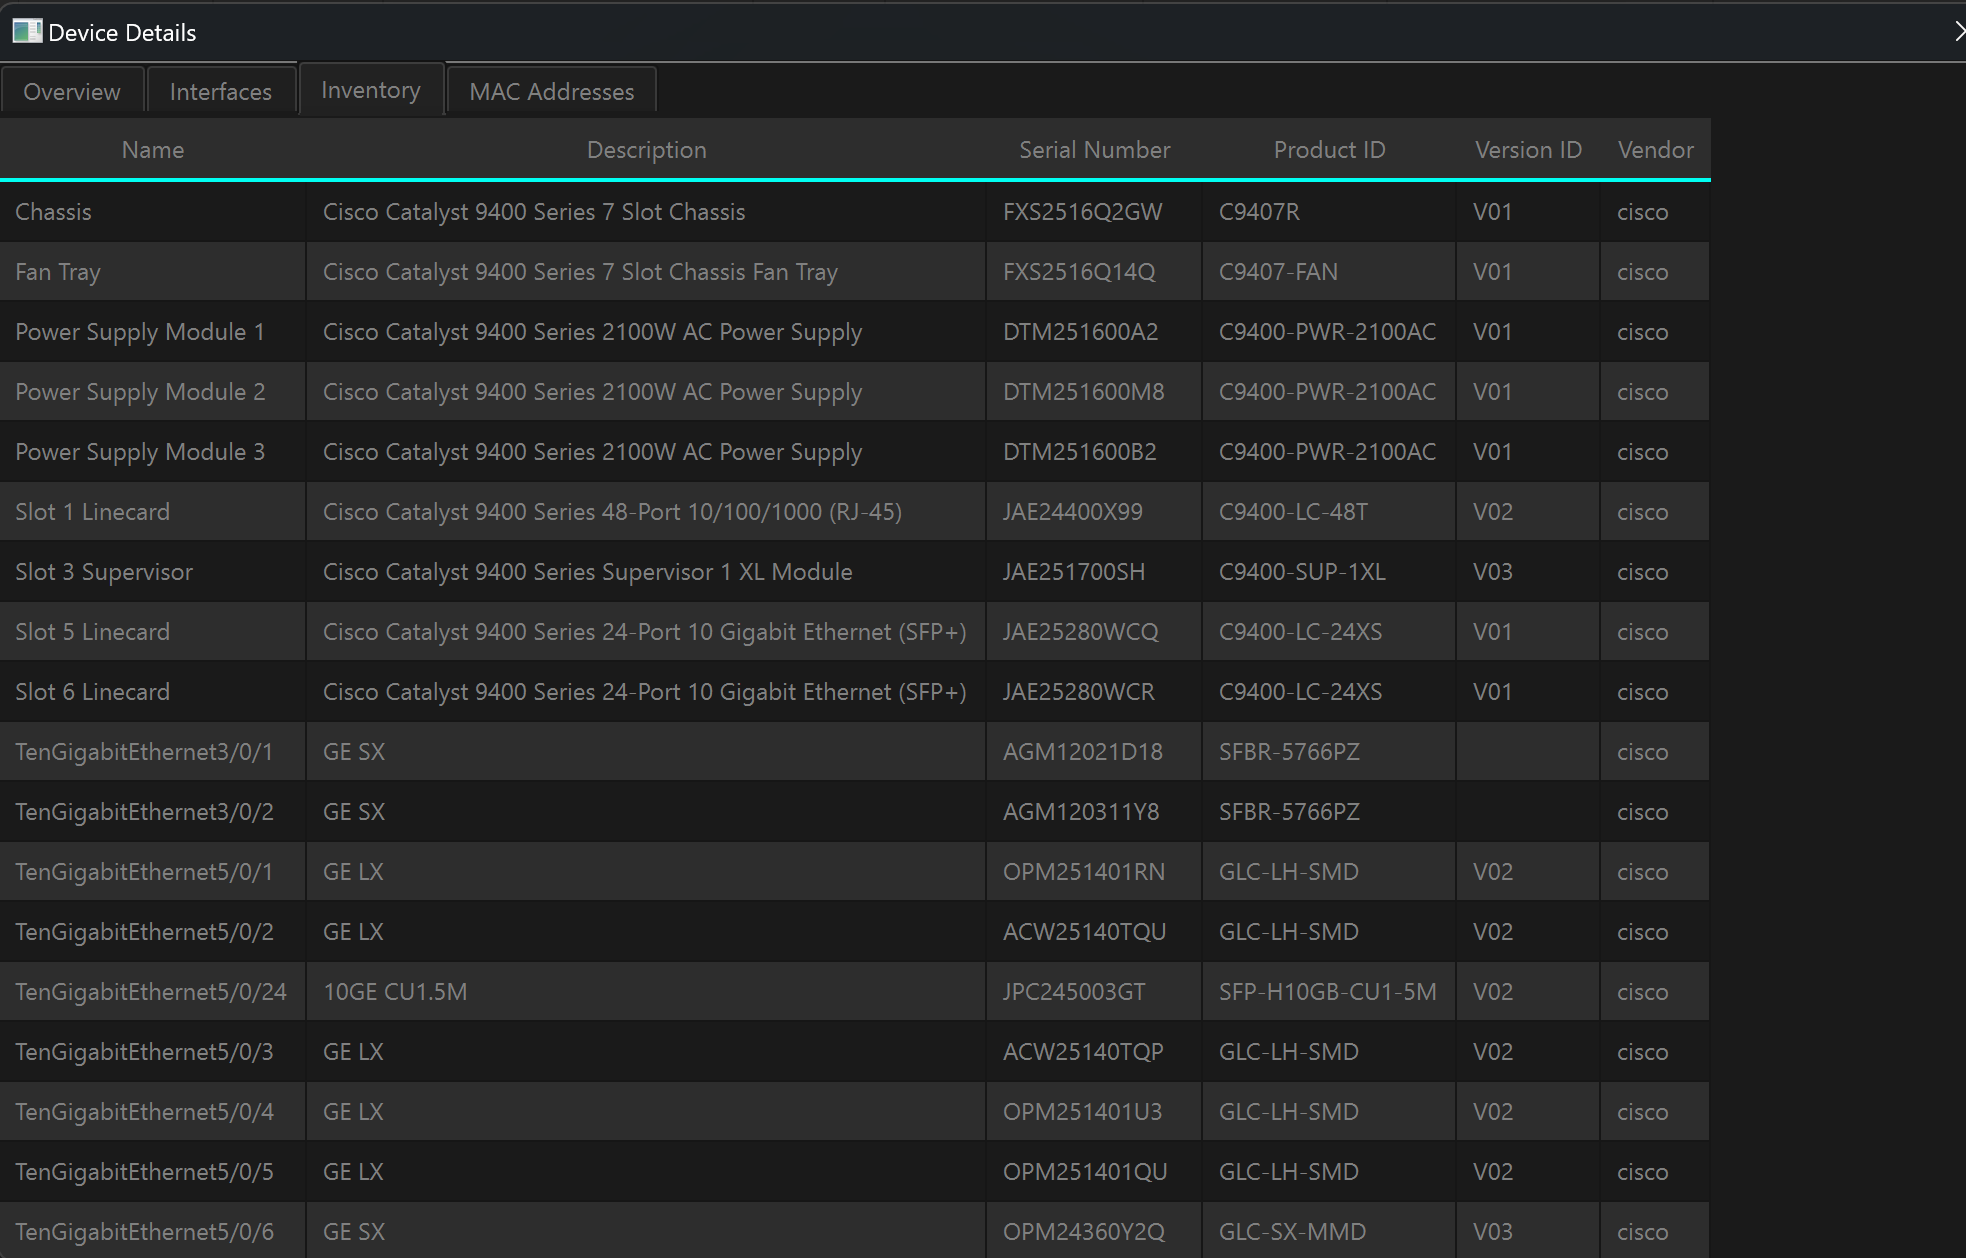 Device Details
Overview Interfaces Inventory MAC Addresses
Name Description Serial Number Product ID Version ID Vendor
Chassis Cisco Catalyst 9400 Series 7 Slot Chassis FXS2516Q2GW C9407R V01 cisco
Fan Tray Cisco Catalyst 9400 Series 7 Slot Chassis Fan Tray FXS2516Q14Q C9407-FAN V01 cisco
Power Supply Module 1 Cisco Catalyst 9400 Series 2100W AC Power Supply DTM251600A2 C9400-PWR-2100AC V01 cisco
Power Supply Module 2 Cisco Catalyst 9400 Series 2100W AC Power Supply DTM251600M8 C9400-PWR-2100AC V01 cisco
Power Supply Module 3 Cisco Catalyst 9400 Series 2100W AC Power Supply DTM251600B2 C9400-PWR-2100AC V01 cisco
Slot 1 Linecard Cisco Catalyst 9400 Series 48-Port 10/100/1000 (RJ-45) JAE24400X99 C9400-LC-48T V02 cisco
Slot 3 Supervisor Cisco Catalyst 9400 Series Supervisor 1 XL Module JAE251700SH C9400-SUP-1XL V03 cisco
Slot 5 Linecard Cisco Catalyst 9400 Series 24-Port 10 Gigabit Ethernet (SFP+) JAE25280WCQ C9400-LC-24XS V01 cisco
Slot 6 Linecard Cisco Catalyst 9400 Series 24-Port 10 Gigabit Ethernet (SFP+) JAE25280WCR C9400-LC-24XS V01 cisco
TenGigabitEthernet3/0/1 GE SX AGM12021D18 SFBR-5766PZ cisco
TenGigabitEthernet3/0/2 GE SX AGM120311Y8 SFBR-5766PZ cisco
TenGigabitEthernet5/0/1 GE LX OPM251401RN GLC-LH-SMD V02 cisco
TenGigabitEthernet5/0/2 GE LX ACW25140TQU GLC-LH-SMD V02 cisco
TenGigabitEthernet5/0/24 10GE CU1.5M JPC245003GT SFP-H10GB-CU1-5M V02 cisco
TenGigabitEthernet5/0/3 GE LX ACW25140TQP GLC-LH-SMD V02 cisco
TenGigabitEthernet5/0/4 GE LX OPM251401U3 GLC-LH-SMD V02 cisco
TenGigabitEthernet5/0/5 GE LX OPM251401QU GLC-LH-SMD V02 cisco
TenGigabitEthernet5/0/6 GE SX OPM24360Y2Q GLC-SX-MMD V03 cisco